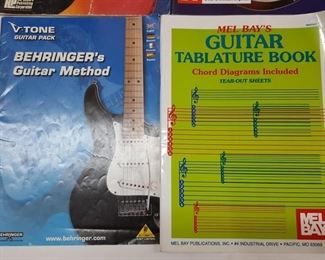 V-TONE
GUITAR PACK
BEHRINGER's
Guitar Method
BEHRINGER
www.behringer.com
MEL BAY'S
GUITAR
TABLATURE BOOK
Chord Diagrams Included
TEAR-OUT SHEETS
MEL
BAY
MEL BAY PUBLICATIONS, INC • #4 INDUSTRIAL DRIVE • PACIFIC, MO 63069